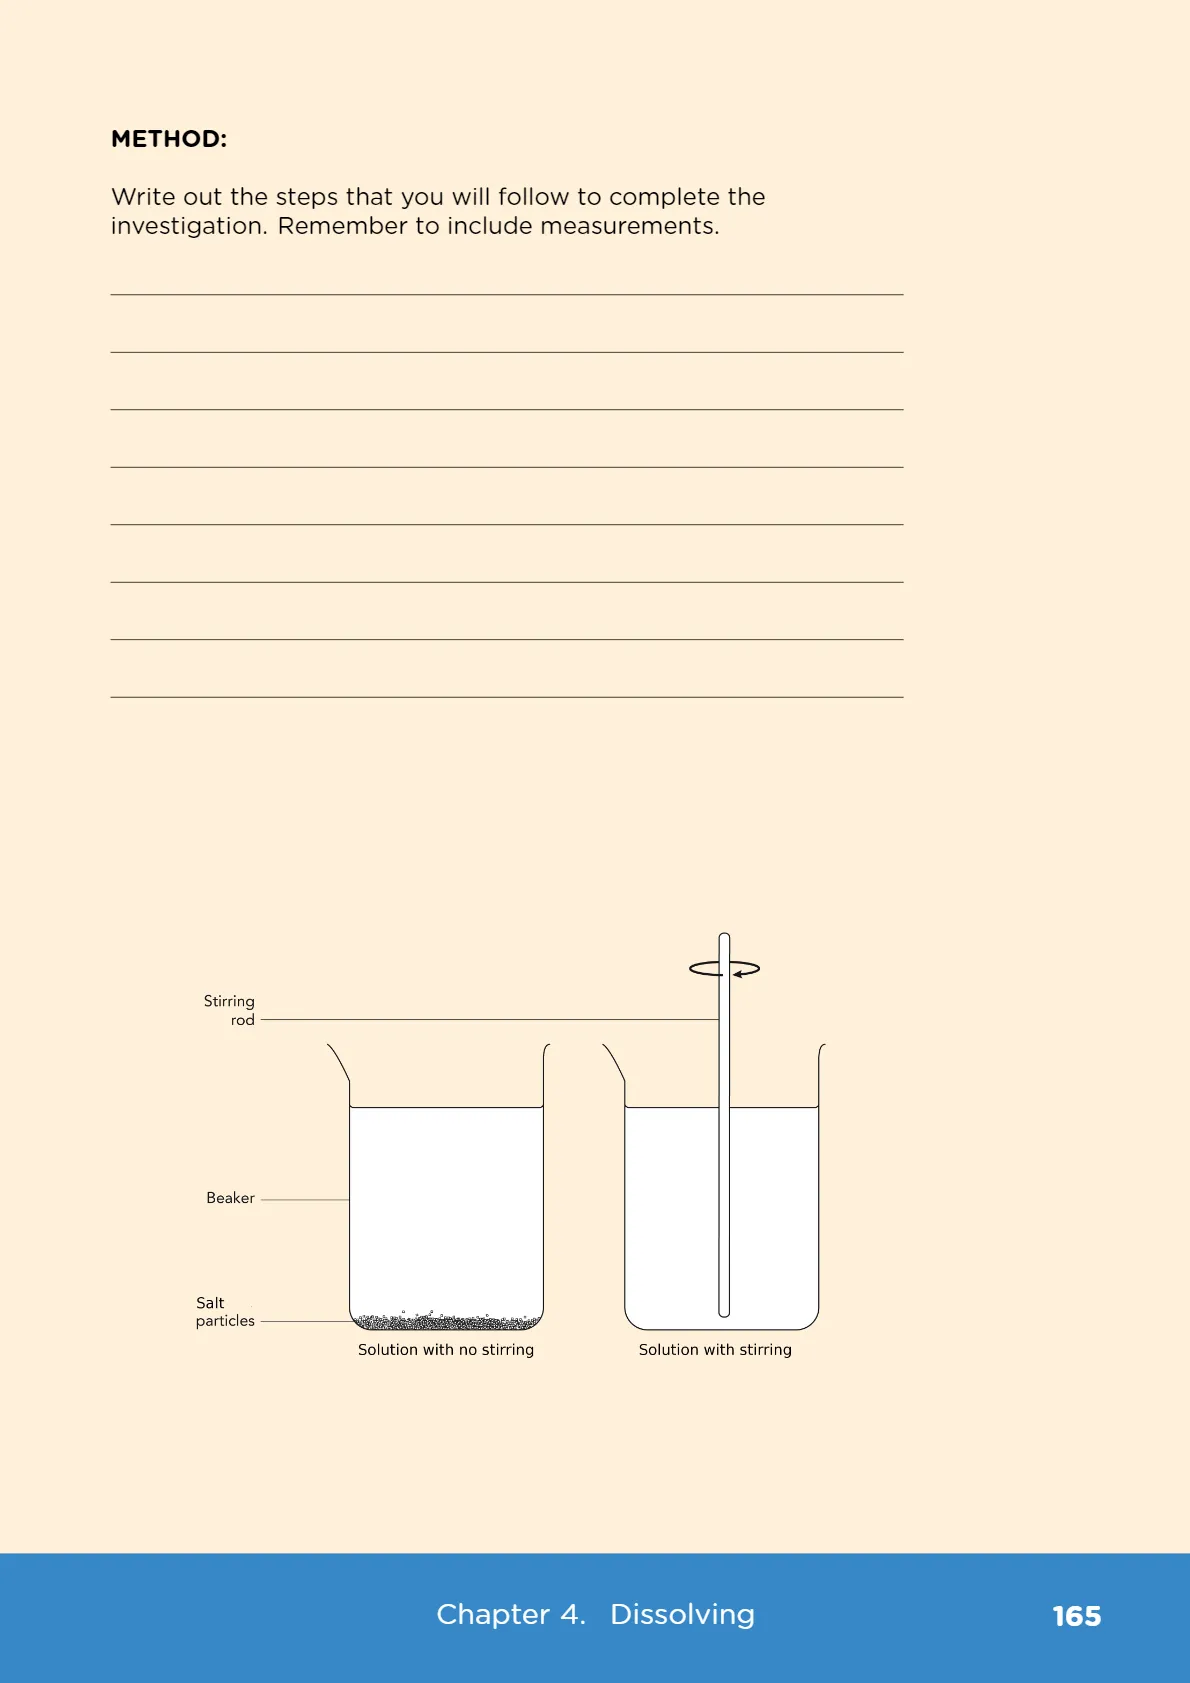 METHOD:
Write out the steps that you will follow to complete the
investigation. Remember to include measurements.
Stirring
rod
Beaker
Salt
particles
Solution with no stirring
Solution with stirring
Chapter 4. Dissolving
165